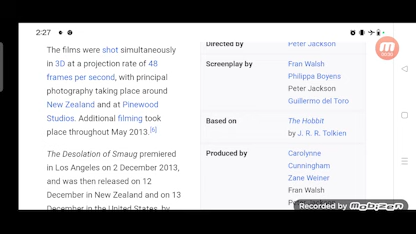 2:27
The films were shot simultaneously
in 3D at a projection rate of 48
frames per second, with principal
photography taking place around
New Zealand and at Pinewood
Studios. Additional filming took
place throughout May 2013.[6]
The Desolation of Smaug premiered
in Los Angeles on 2 December 2013,
and was then released on 12
December in New Zealand and on 13
December in the United States, by
Directed by
Peter Jackson
Screenplay by
Fran Walsh
Philippa Boyens
Peter Jackson
Guillermo del Toro
Based on
The Hobbit
by J. R. R. Tolkien
Produced by
Carolynne
Cunningham
Zane Weiner
Fran Walsh
Peter Jackson
Recorded by mobizen